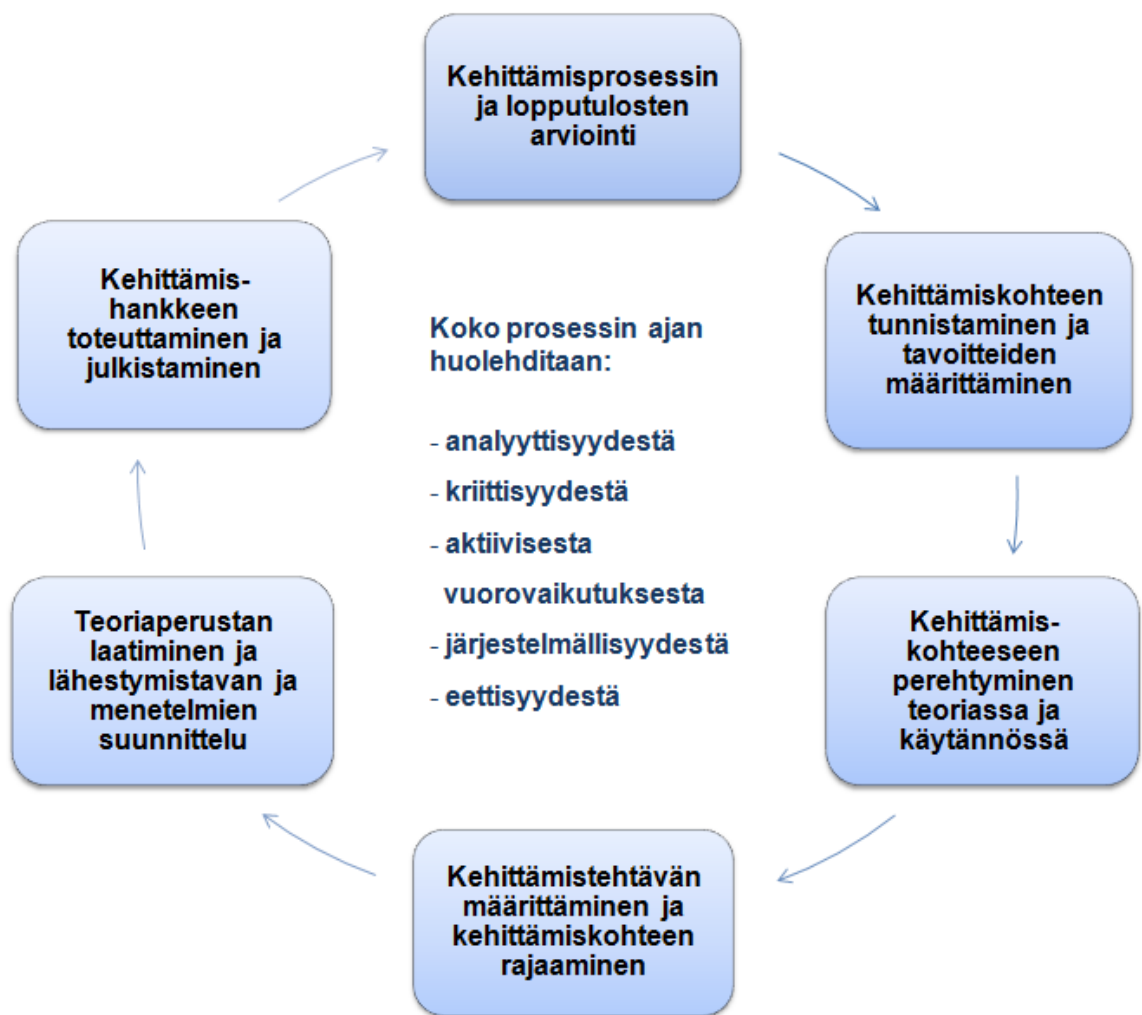 Kehittämisprosessin
ja lopputulosten
arviointi
Kehittämiskohteen
tunnistaminen ja
tavoitteiden
määrittäminen
Kehittämis-
kohteeseen
perehtyminen
teoriassa ja
käytännössä
Kehittämistehtävän
määrittäminen ja
kehittämiskohteen
rajaaminen
Teoriaperustan
laatiminen ja
lähestymistavan ja
menetelmien
suunnittelu
Kehittämis-
hankkeen
toteuttaminen ja
julkistaminen
Koko prosessin ajan
huolehditaan:
- analyyttisyydestä
- kriittisyydestä
- aktiivisesta
vuorovaikutuksesta
- järjestelmällisyydestä
- eettisyydestä